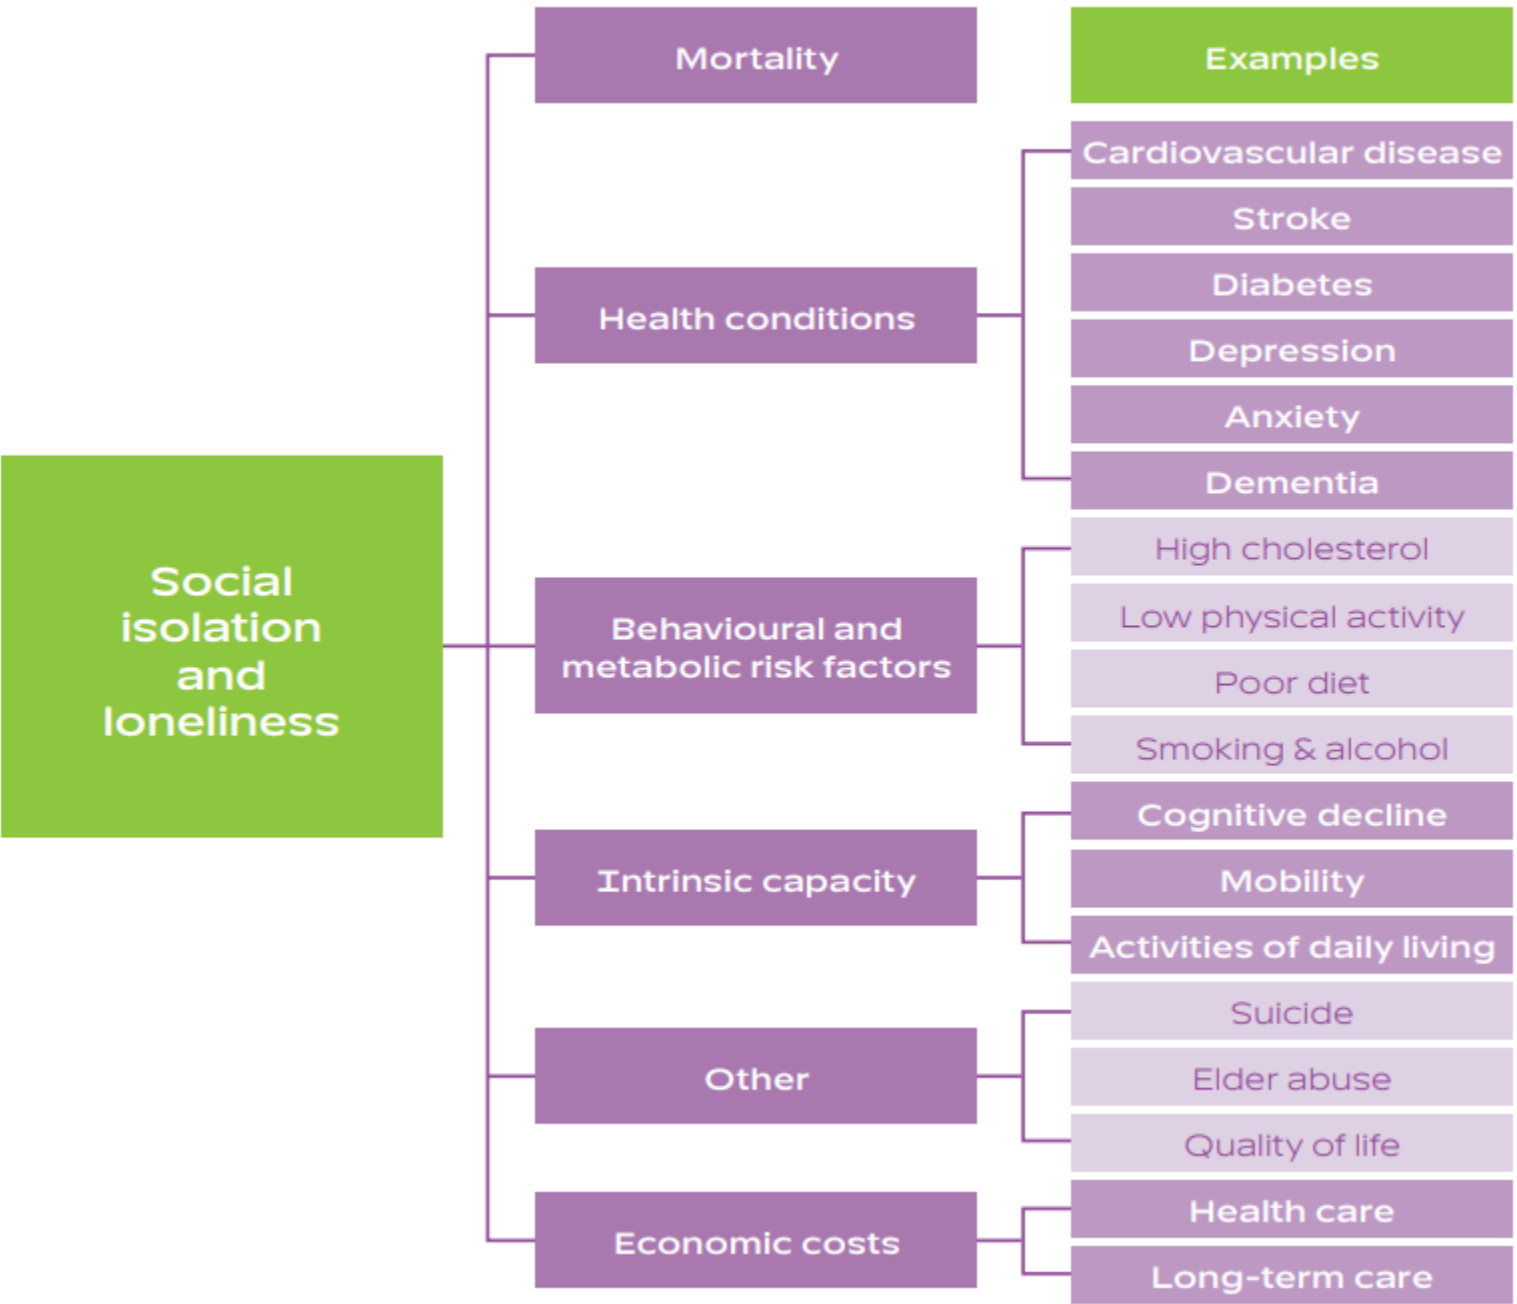 Social
isolation
and
loneliness
Mortality
Examples
Health conditions
Cardiovascular disease
Stroke
Diabetes
Depression
Anxiety
Dementia
Behavioural and
metabolic risk factors
High cholesterol
Low physical activity
Poor diet
Smoking & alcohol
Intrinsic capacity
Cognitive decline
Mobility
Activities of daily living
Other
Suicide
Elder abuse
Quality of life
Economic costs
Health care
Long-term care